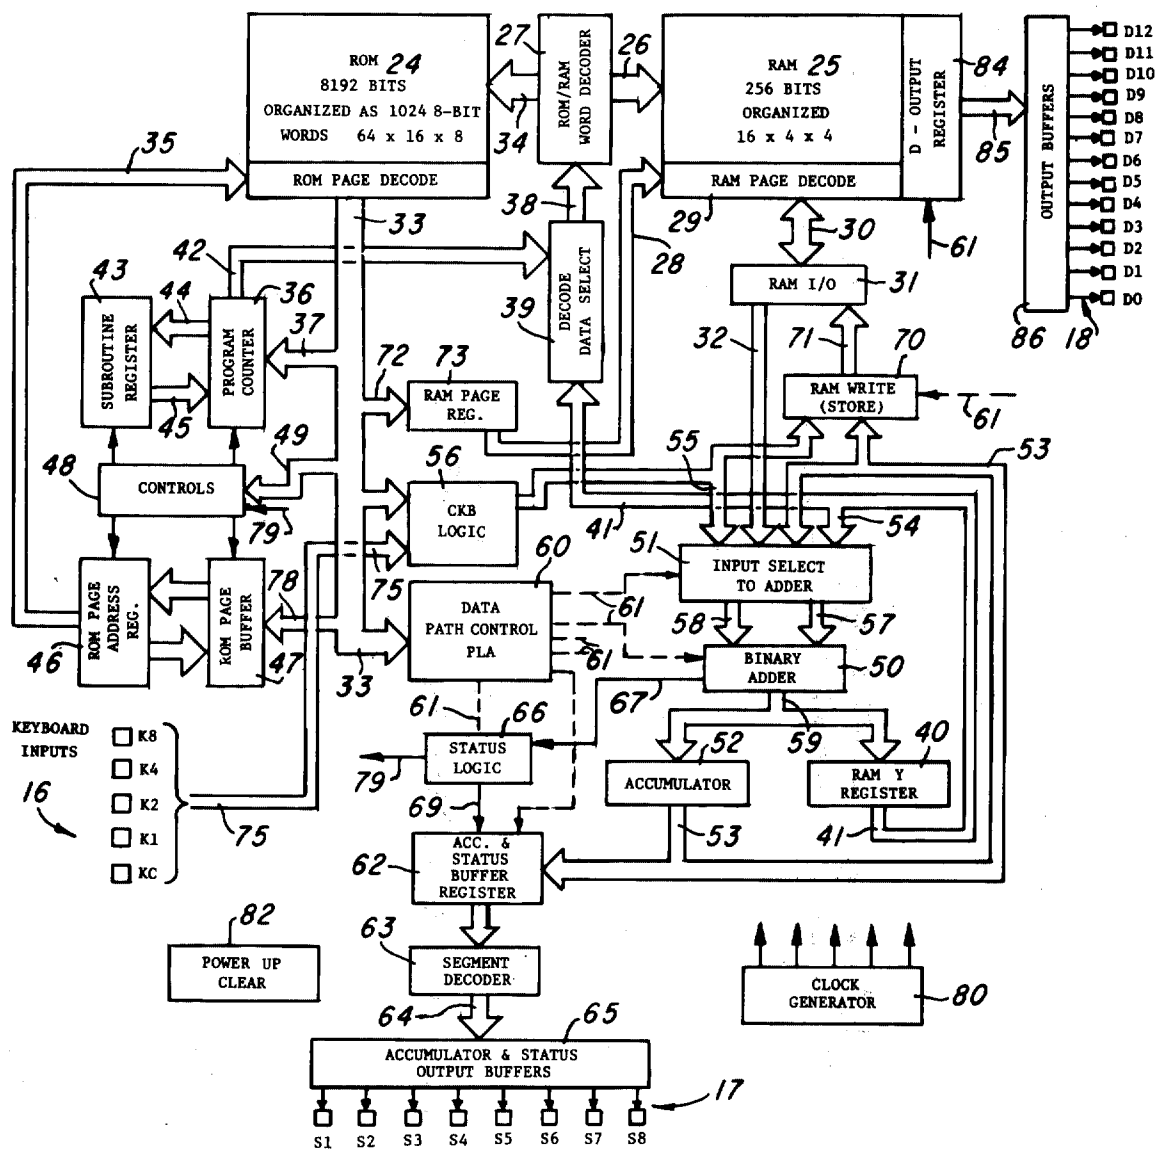 ROM 24
8192 BITS
ORGANIZED AS 1024 8-BIT
WORDS 64 x 16 x 8
ROM PAGE DECODE
27
ROM/RAM
WORD DECODER
26
34
RAM 25
256 BITS
ORGANIZED
16 x 4 x 4
RAM PAGE DECODE
D - OUTPUT
REGISTER
84
85
OUTPUT BUFFERS
86
D12
D11
D10
D9
D8
D7
D6
D5
D4
D3
D2
D1
D0
18
35
33
38
29
28
30
61
42
43
SUBROUTINE
REGISTER
44
45
36
PROGRAM
COUNTER
37
39
DECODE
DATA SELECT
RAM I/O
31
32
71
70
RAM WRITE
(STORE)
61
72
73
RAM PAGE
REG.
48
CONTROLS
49
79
56
CKB
LOGIC
55
53
41
54
51
INPUT SELECT
TO ADDER
46
ROM PAGE
ADDRESS
REG.
ROM PAGE
BUFFER
47
78
75
33
60
DATA
PATH CONTROL
PLA
61
61
61
58
57
BINARY
ADDER
50
67
59
61
66
STATUS
LOGIC
79
69
52
ACCUMULATOR
40
RAM Y
REGISTER
53
41
KEYBOARD
INPUTS
16
K8
K4
K2
K1
KC
75
62
ACC. &
STATUS
BUFFER
REGISTER
82
POWER UP
CLEAR
63
SEGMENT
DECODER
64
CLOCK
GENERATOR
80
65
ACCUMULATOR & STATUS
OUTPUT BUFFERS
17
S1 S2 S3 S4 S5 S6 S7 S8